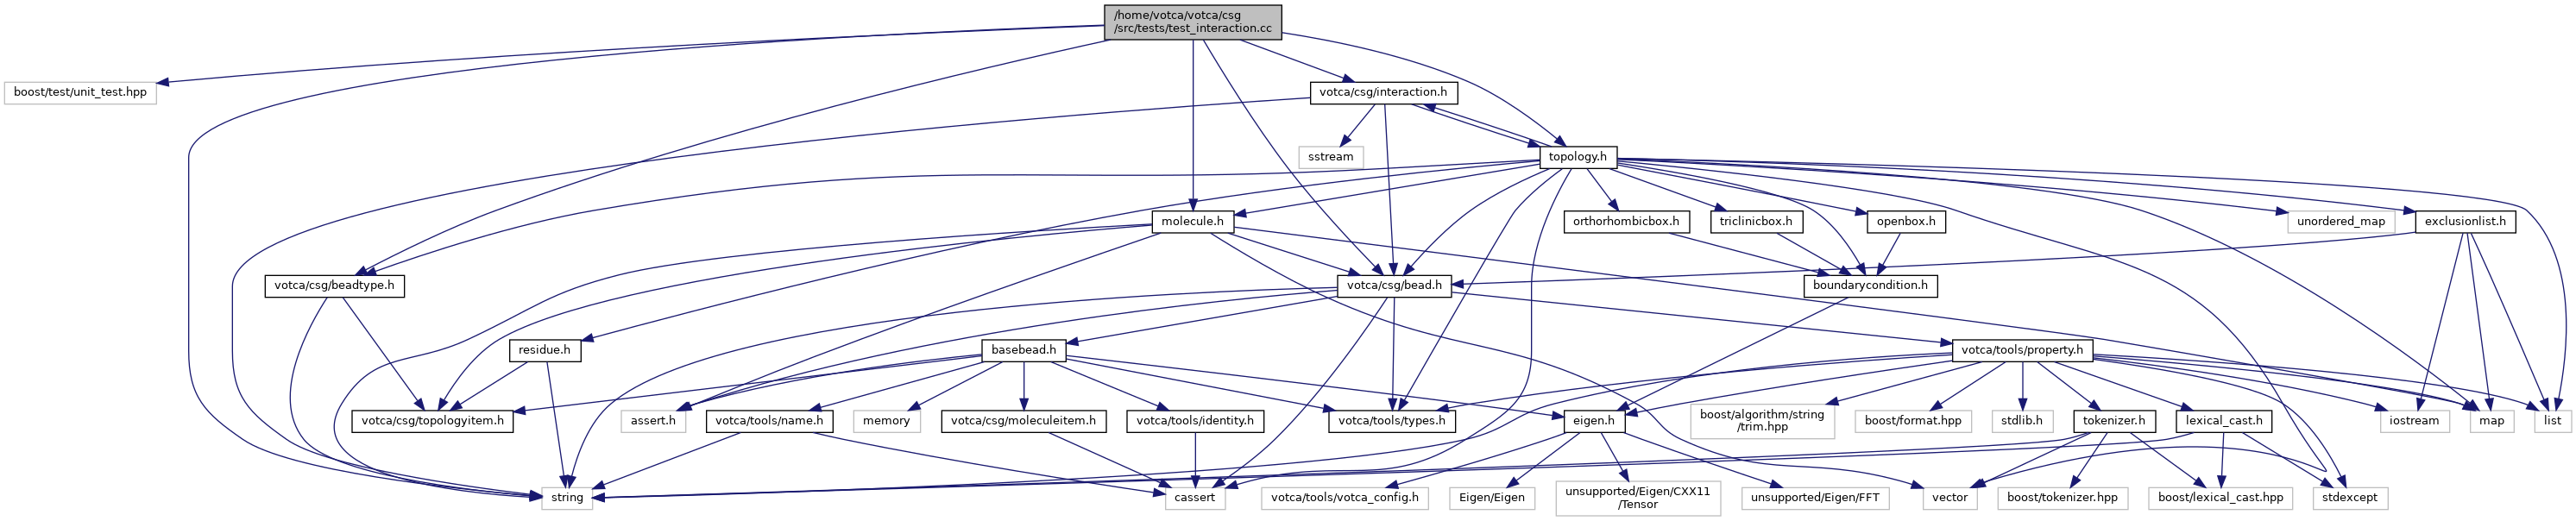 /home/votca/votca/csg
/src/tests/test_interaction.cc
boost/test/unit_test.hpp
votca/csg/interaction.h
sstream
topology.h
molecule.h
orthorhombicbox.h
triclinicbox.h
openbox.h
unordered_map
exclusionlist.h
votca/csg/beadtype.h
votca/csg/bead.h
boundarycondition.h
residue.h
basebead.h
votca/tools/property.h
votca/csg/topologyitem.h
assert.h
votca/tools/name.h
memory
votca/csg/moleculeitem.h
votca/tools/identity.h
votca/tools/types.h
eigen.h
boost/algorithm/string
/trim.hpp
boost/format.hpp
stdlib.h
tokenizer.h
lexical_cast.h
iostream
map
list
string
cassert
votca/tools/votca_config.h
Eigen/Eigen
unsupported/Eigen/CXX11
/Tensor
unsupported/Eigen/FFT
vector
boost/tokenizer.hpp
boost/lexical_cast.hpp
stdexcept